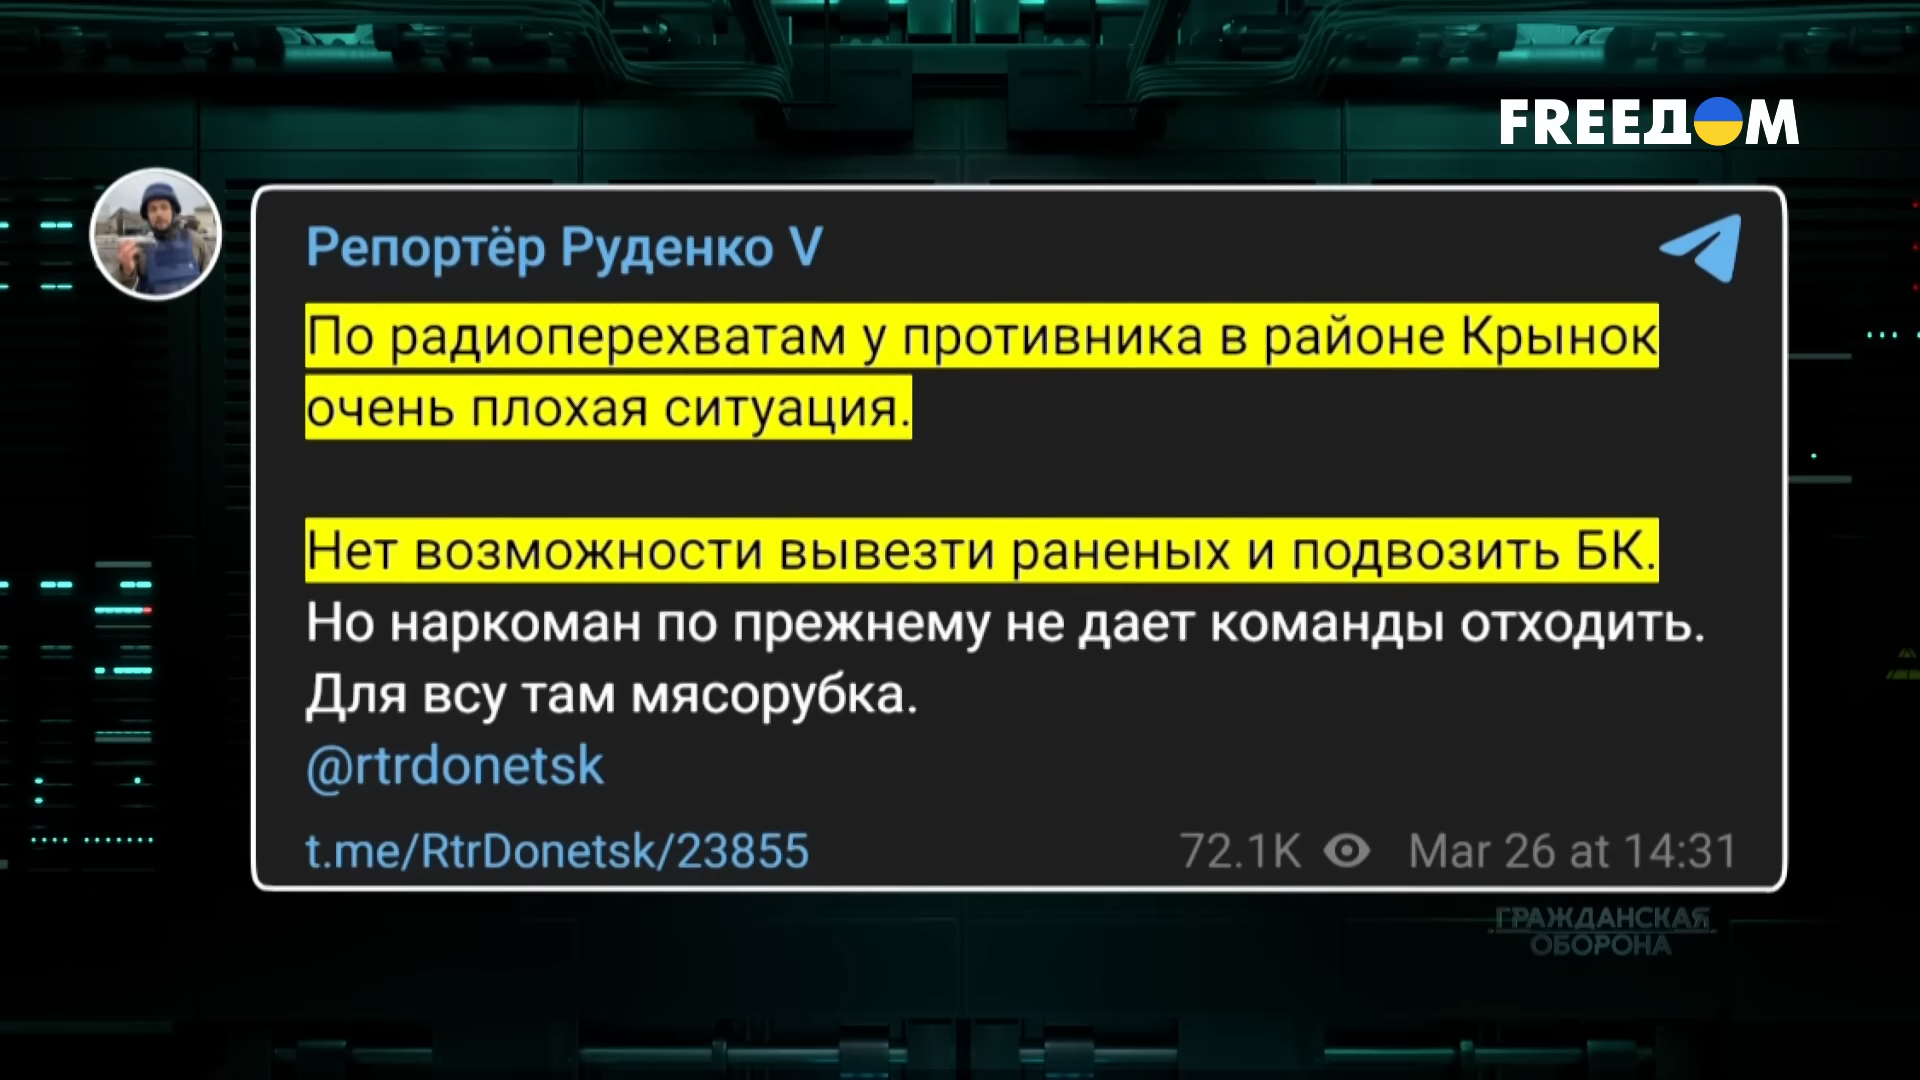 FREEДОМ
Репортёр Руденко V
По радиоперехватам у противника в районе Крынок
очень плохая ситуация.
Нет возможности вывезти раненых и подвозить БК.
Но наркоман по прежнему не дает команды отходить.
Для всу там мясорубка.
@rtrdonetsk
t.me/RtrDonetsk/23855 72.1K Mar 26 at 14:31
ГРАЖДАНСКАЯ
ОБОРОНА